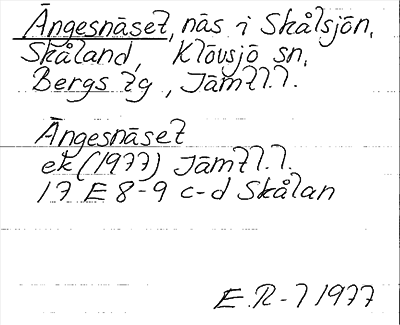 Ängesnäset, näs i Skålsjön,
Skåland, Klövsjö sn,
Bergs tg, Jämtl.l.
Ängesnäset
ek (1977) Jämtl.l.
17 E 8-9 c-d Skålan
E.R-7 1977